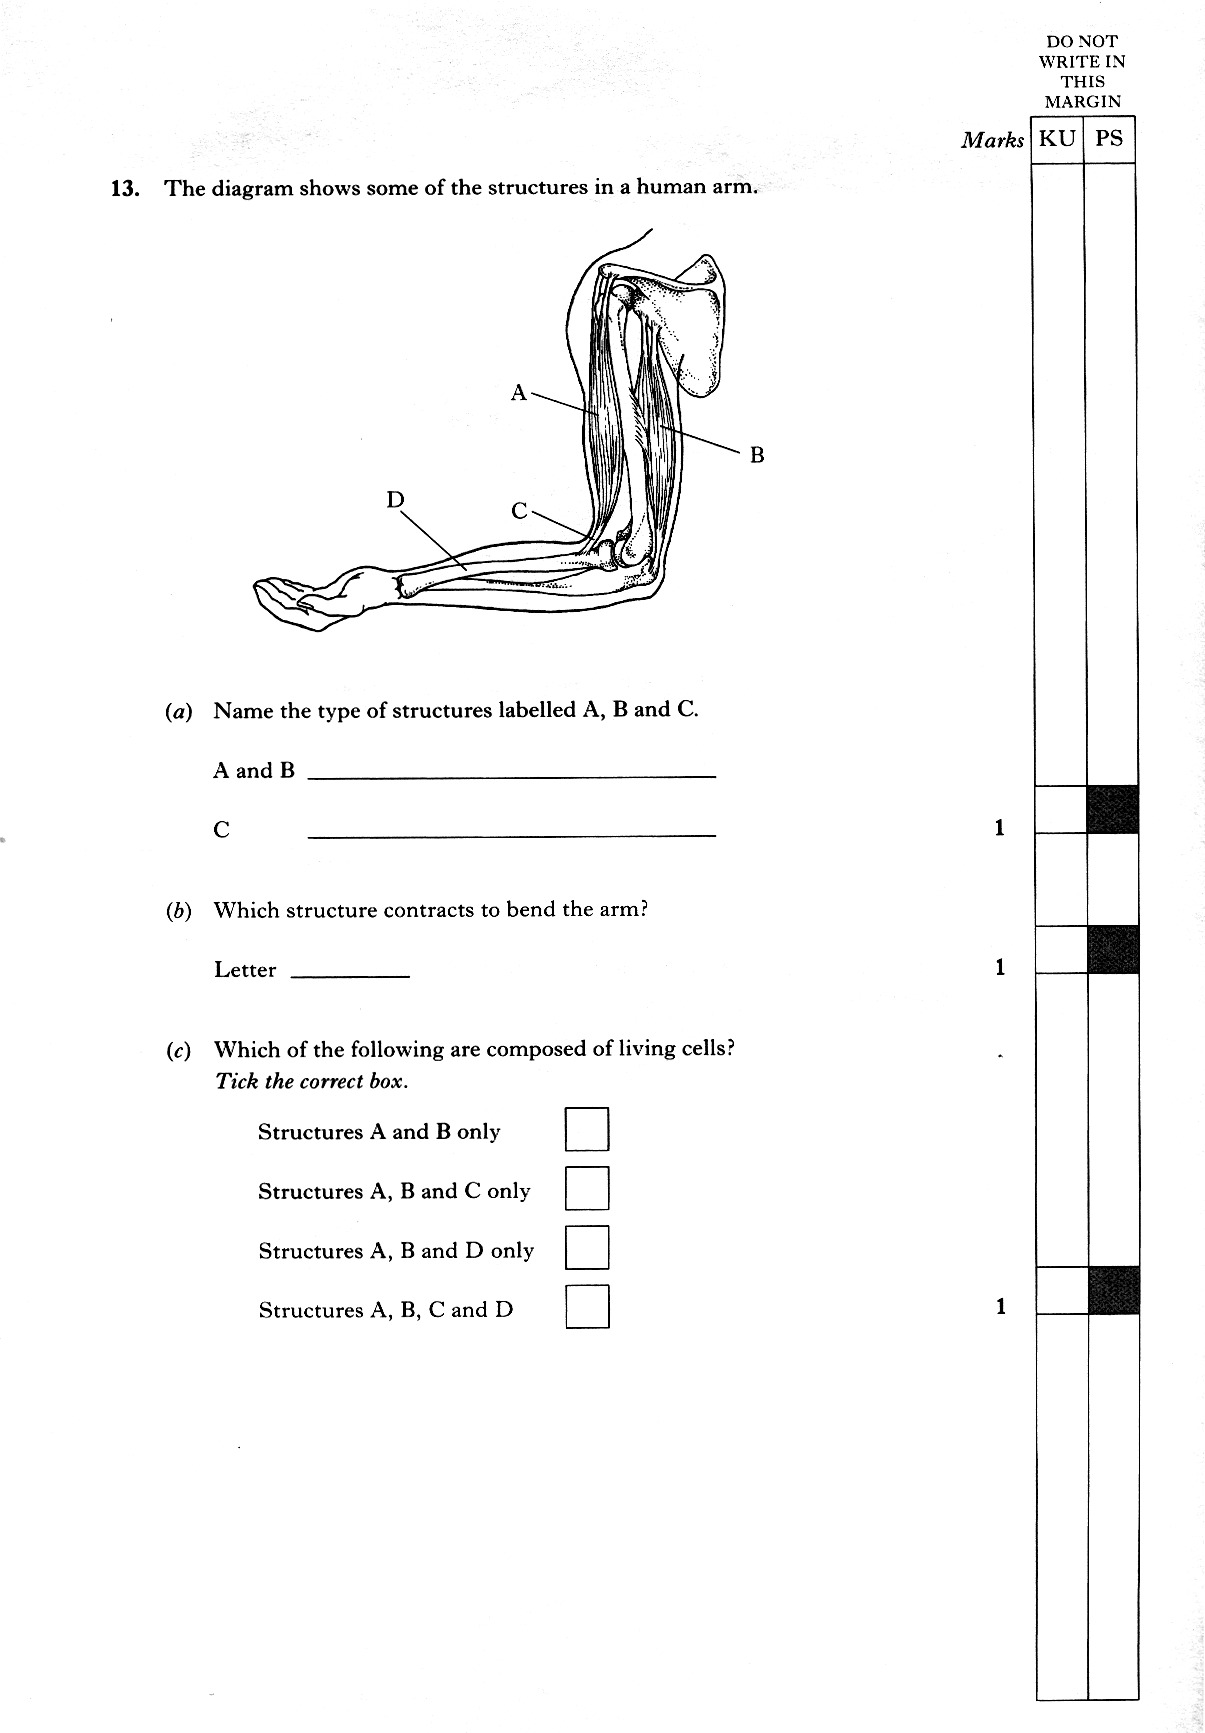 DO NOT
WRITE IN
THIS
MARGIN
Marks KU PS
13. The diagram shows some of the structures in a human arm.
A
B
D
C
(a) Name the type of structures labelled A, B and C.
A and B
C
1
(b) Which structure contracts to bend the arm?
Letter
1
(c) Which of the following are composed of living cells?
Tick the correct box.
Structures A and B only
Structures A, B and C only
Structures A, B and D only
Structures A, B, C and D
1